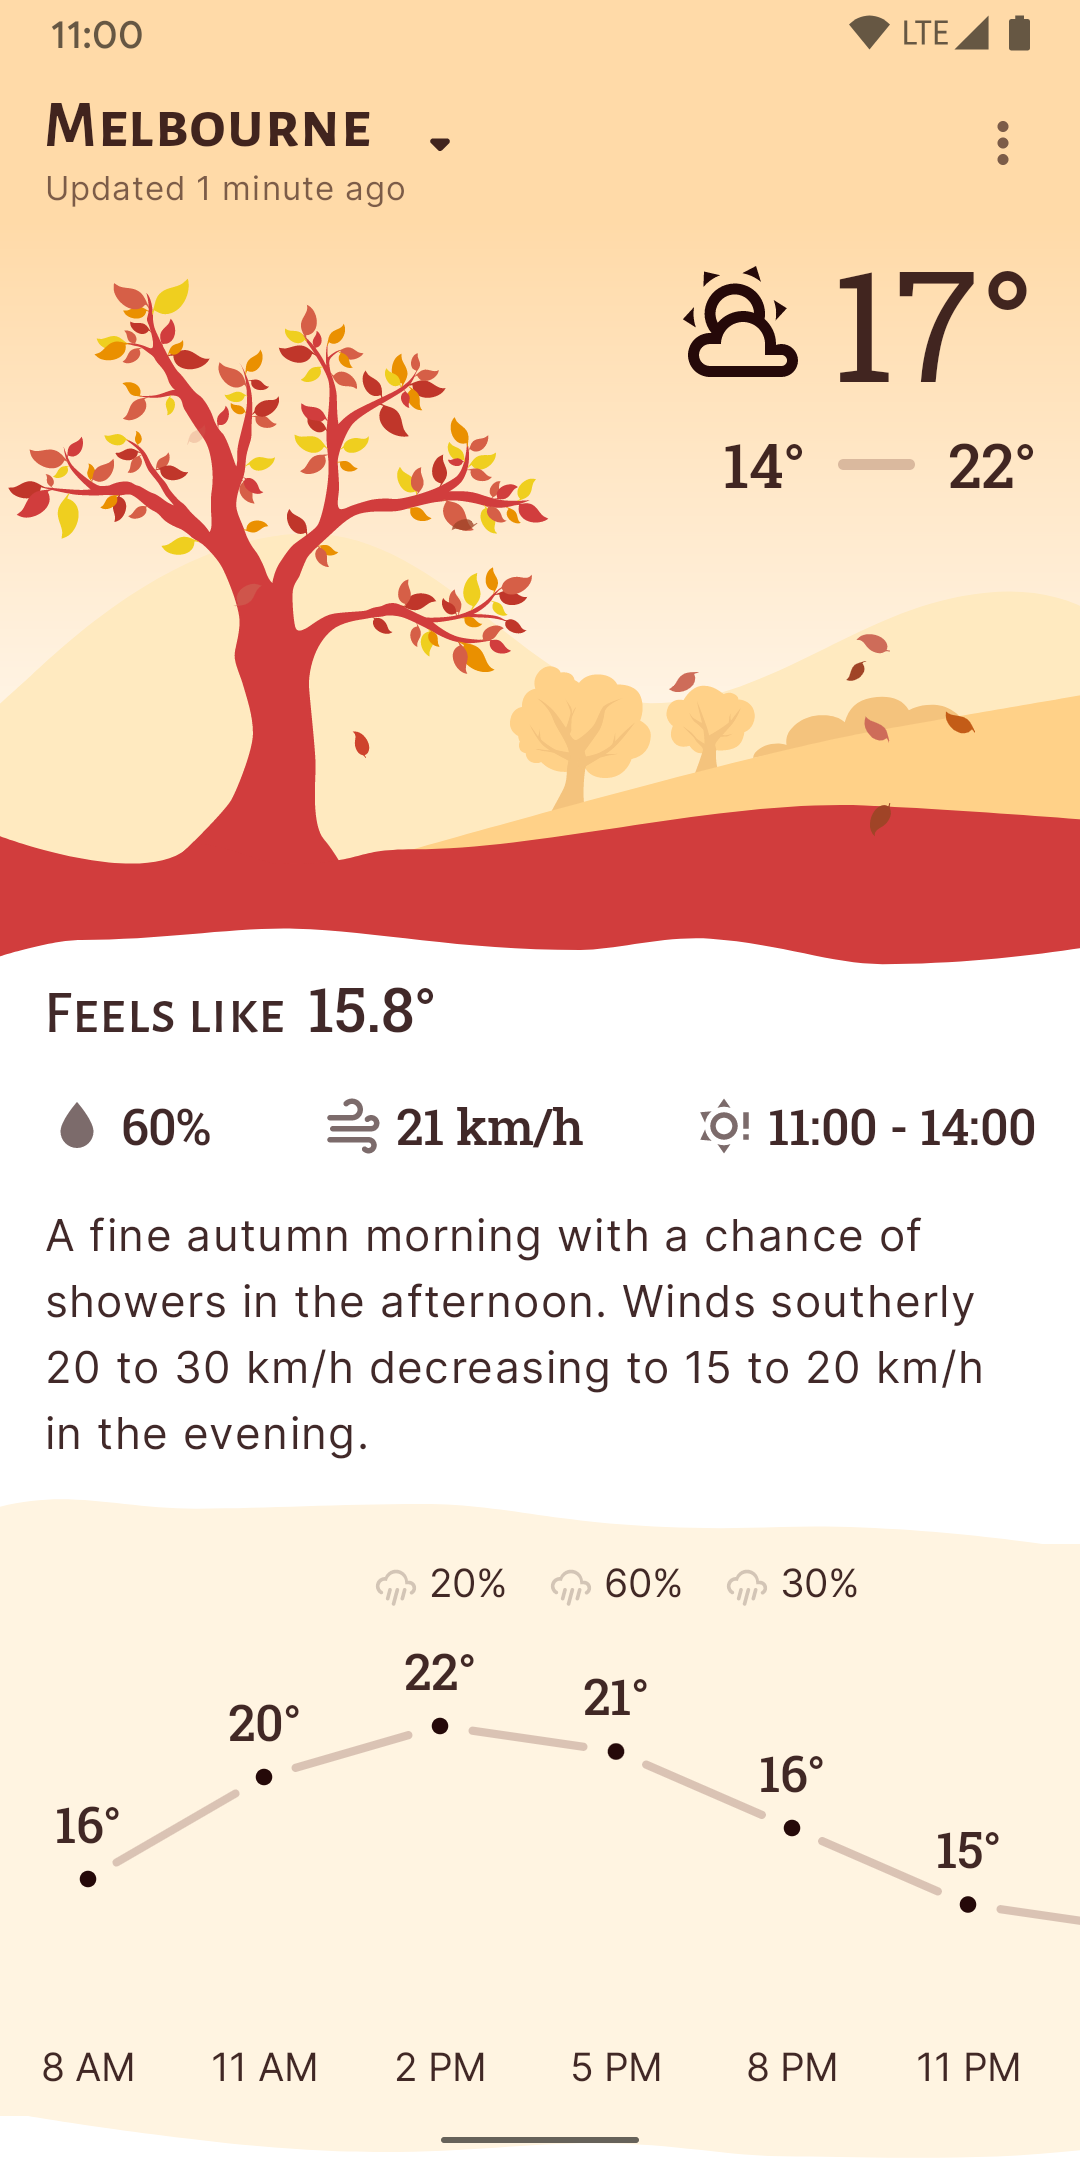 11:00 LTE
MELBOURNE
Updated 1 minute ago
17°
14° 22°
FEELS LIKE 15.8°
60% 21 km/h 11:00 - 14:00
A fine autumn morning with a chance of
showers in the afternoon. Winds southerly
20 to 30 km/h decreasing to 15 to 20 km/h
in the evening.
20% 60% 30%
16° 20° 22° 21° 16° 15°
8 AM 11 AM 2 PM 5 PM 8 PM 11 PM